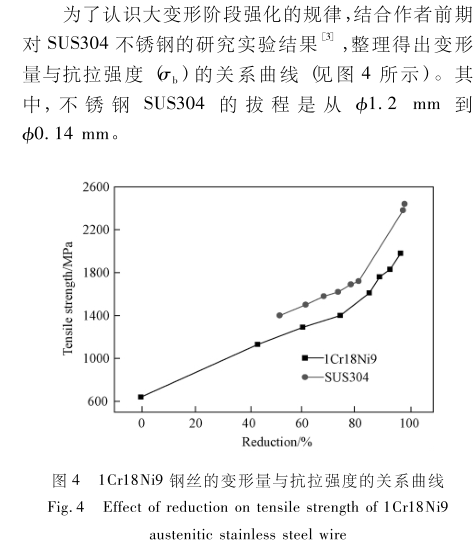 为了认识大变形阶段强化的规律,结合作者前期
对 SUS304 不锈钢的研究实验结果[3],整理得出变形
量与抗拉强度 (σb)的关系曲线 (见图 4 所示)。其
中,不锈钢 SUS304 的拔程是从 ϕ1.2 mm 到
ϕ0.14 mm。
2600
2200
1800
1400
1000
600
Tensile strength/MPa
1Cr18Ni9
SUS304
0 20 40 60 80 100
Reduction/%
图 4 1Cr18Ni9 钢丝的变形量与抗拉强度的关系曲线
Fig.4 Effect of reduction on tensile strength of 1Cr18Ni9
austenitic stainless steel wire